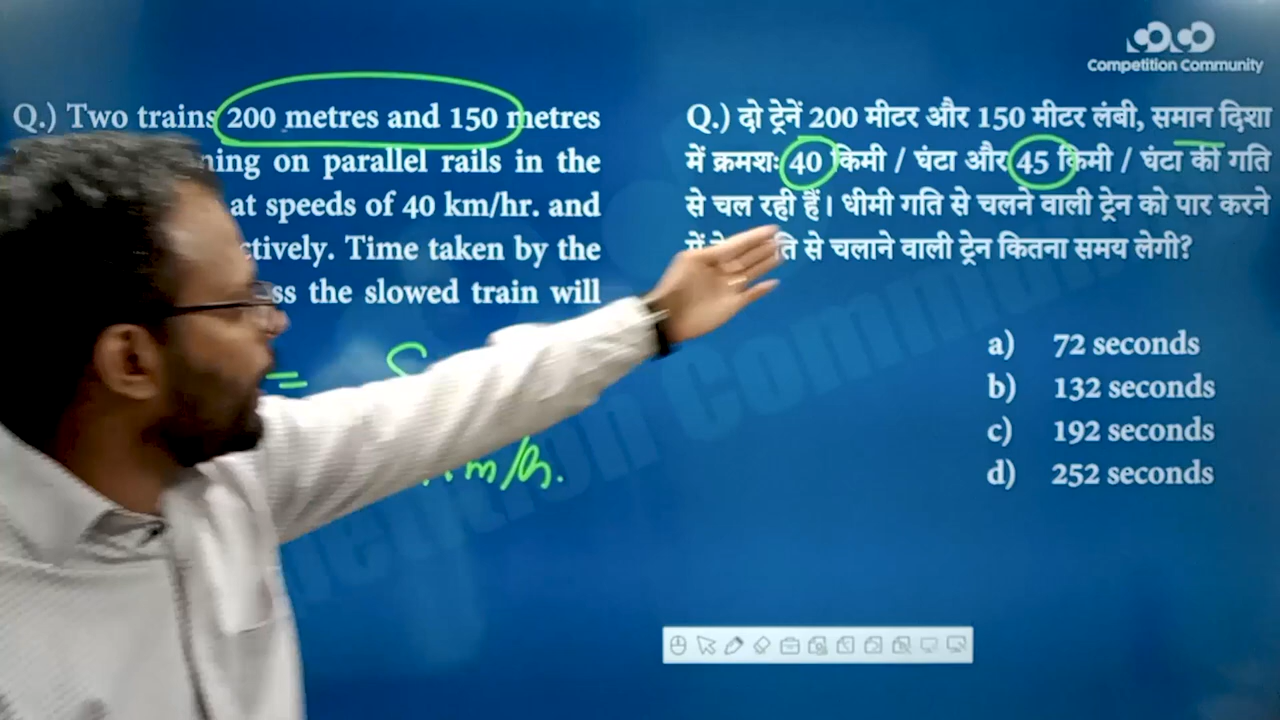 Competition Community
Q.) Two trains 200 metres and 150 metres
on parallel rails in the
at speeds of 40 km/hr. and
Time taken by the
the slowed train will
=
m/h.
Q.) दो ट्रेनें 200 मीटर और 150 मीटर लंबी, समान दिशा
में क्रमशः 40 किमी / घंटा और 45 किमी / घंटा की गति
से चल रही हैं। धीमी गति से चलने वाली ट्रेन को पार करने
से चलाने वाली ट्रेन कितना समय लेगी?
a) 72 seconds
b) 132 seconds
c) 192 seconds
d) 252 seconds